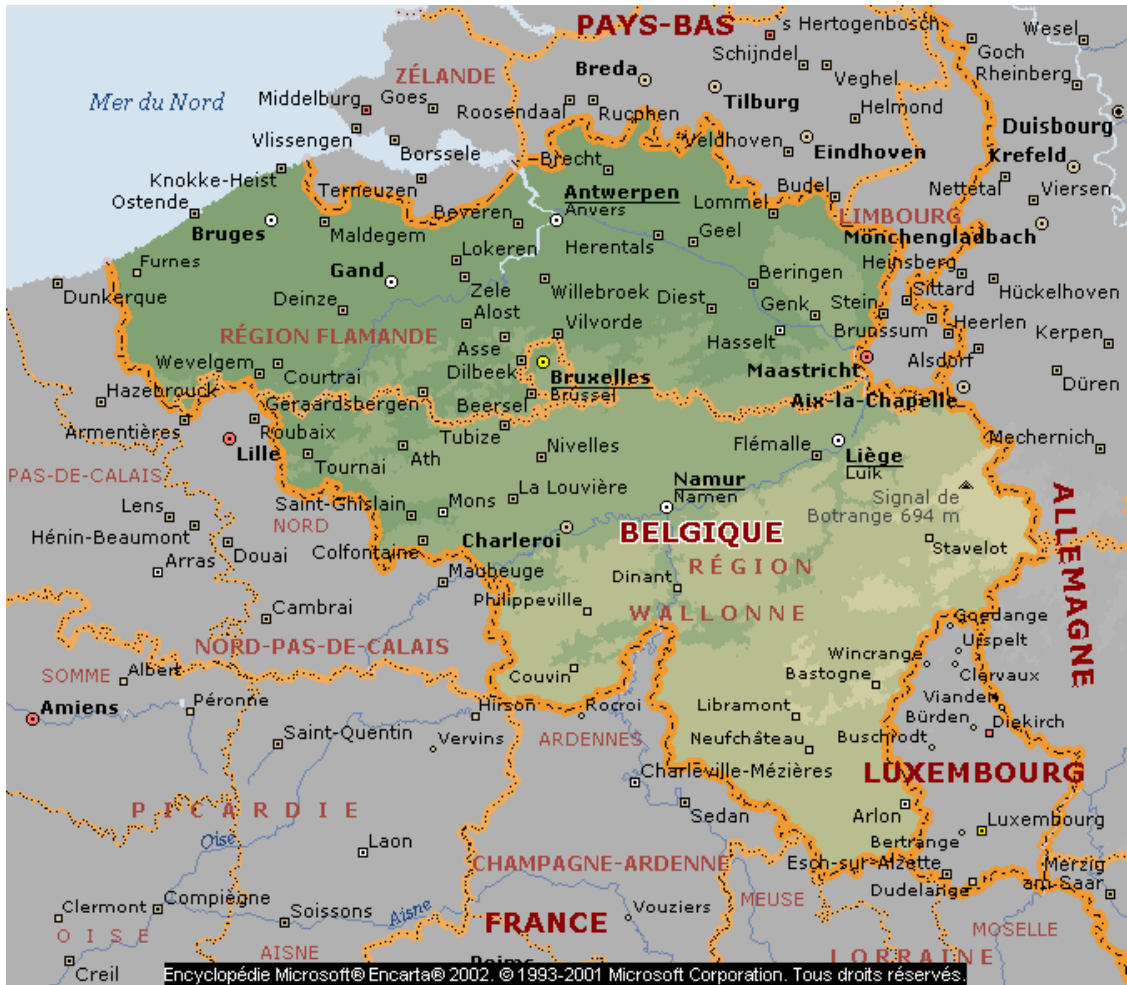 PAYS-BAS
's Hertogenbosch
Wesel
Schijndel
Goch
ZÉLANDE
Breda
Veghel
Rheinberg
Mer du Nord
Middelburg
Goes
Roosendaal
Rucphen
Tilburg
Helmond
Duisbourg
Vlissengen
Borssele
Veldhoven
Eindhoven
Krefeld
Knokke-Heist
Terneuzen
Brecht
Budel
Nettetal
Viersen
Ostende
Antwerpen
Anvers
Lommel
LIMBOURG
Bruges
Maldegem
Beveren
Herentals
Geel
Mönchengladbach
Furnes
Lokeren
Heinsberg
Dunkerque
Gand
Zele
Willebroek
Beringen
Sittard
Hückelhoven
Deinze
Diest
Genk
Stein
RÉGION FLAMANDE
Alost
Vilvorde
Hasselt
Brunssum
Heerlen
Kerpen
Wevelgem
Asse
Courtrai
Dilbeek
Bruxelles
Brüssel
Maastricht
Alsdorf
Düren
Hazebrouck
Geraardsbergen
Beersel
Aix-la-Chapelle
Armentières
Roubaix
Tubize
Nivelles
Flémalle
Liège
Luik
Mechernich
Lille
Tournai
Ath
PAS-DE-CALAIS
Namur
Namen
Signal de
Botrange 694 m
Lens
Saint-Ghislain
Mons
La Louvière
NORD
BELGIQUE
ALLEMAGNE
Hénin-Beaumont
Douai
Colfontaine
Charleroi
Stavelot
Arras
Maubeuge
Dinant
RÉGION
WALLONNE
Cambrai
Philippeville
Goedange
NORD-PAS-DE-CALAIS
Urspelt
SOMME
Albert
Couvin
Wincrange
Clervaux
Bastogne
Vianden
Amiens
Péronne
Hirson
Rocroi
Libramont
Bürden
Diekirch
Saint-Quentin
Vervins
ARDENNES
Neufchâteau
Buschrodt
Charleville-Mézières
LUXEMBOURG
PICARDIE
Sedan
Arlon
Luxembourg
Oise
Laon
Bertrange
CHAMPAGNE-ARDENNE
Esch-sur-Alzette
Merzig
am-Saar
Dudelange
Compiègne
MEUSE
Clermont
Soissons
Aisne
FRANCE
Vouziers
MOSELLE
OISE
AISNE
LORRAINE
Creil
Reims
Encyclopédie Microsoft® Encarta® 2002. © 1993-2001 Microsoft Corporation. Tous droits réservés.